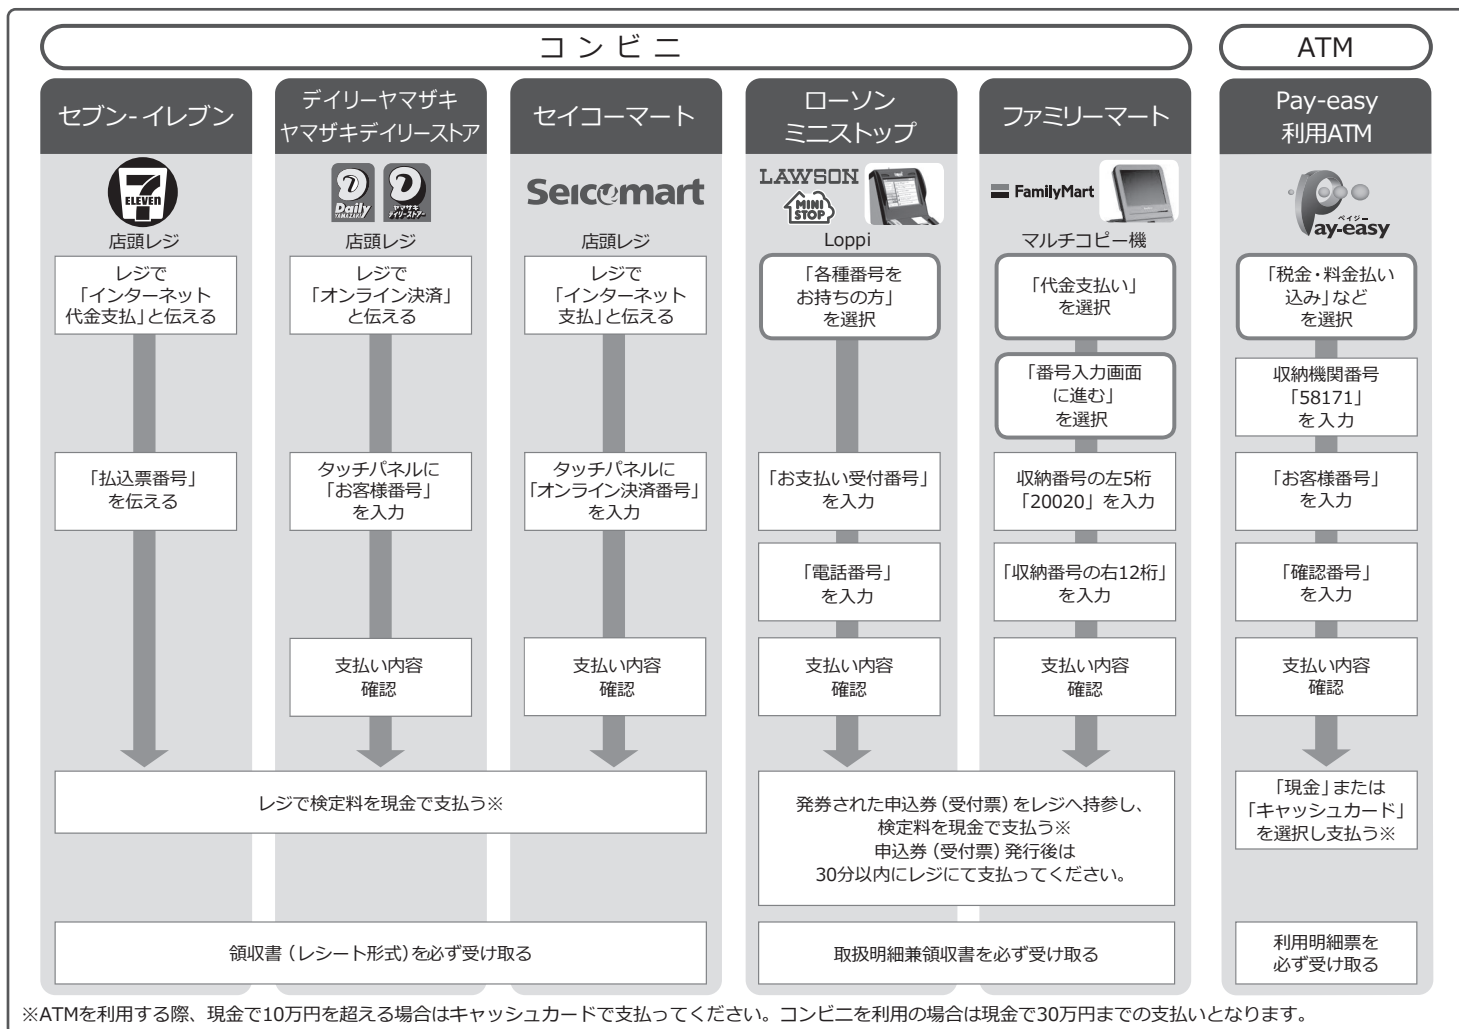 コンビニ
ATM
セブン-イレブン
デイリーヤマザキ
ヤマザキデイリーストア
セイコーマート
ローソン
ミニストップ
ファミリーマート
Pay-easy
利用ATM
7
ELEVEN
Daily
YAMAZAKI
ヤマザキ
デイリーストアー
Seicomart
LAWSON
MINI
STOP
FamilyMart
ペイジー
Pay-easy
店頭レジ
店頭レジ
店頭レジ
Loppi
マルチコピー機
レジで
「インターネット
代金支払」と伝える
「払込票番号」
を伝える
レジで
「オンライン決済」
と伝える
タッチパネルに
「お客様番号」
を入力
支払い内容
確認
レジで
「インターネット
支払」と伝える
タッチパネルに
「オンライン決済番号」
を入力
支払い内容
確認
レジで検定料を現金で支払う※
領収書（レシート形式）を必ず受け取る
「各種番号を
お持ちの方」
を選択
「お支払い受付番号」
を入力
「電話番号」
を入力
支払い内容
確認
「代金支払い」
を選択
「番号入力画面
に進む」
を選択
収納番号の左5桁
「20020」を入力
「収納番号の右12桁」
を入力
支払い内容
確認
発券された申込券（受付票）をレジへ持参し、
検定料を現金で支払う※
申込券（受付票）発行後は
30分以内にレジにて支払ってください。
取扱明細兼領収書を必ず受け取る
「税金・料金払い
込み」など
を選択
収納機関番号
「58171」
を入力
「お客様番号」
を入力
「確認番号」
を入力
支払い内容
確認
「現金」または
「キャッシュカード」
を選択し支払う※
利用明細票を
必ず受け取る
※ATMを利用する際、現金で10万円を超える場合はキャッシュカードで支払ってください。コンビニを利用の場合は現金で30万円までの支払いとなります。